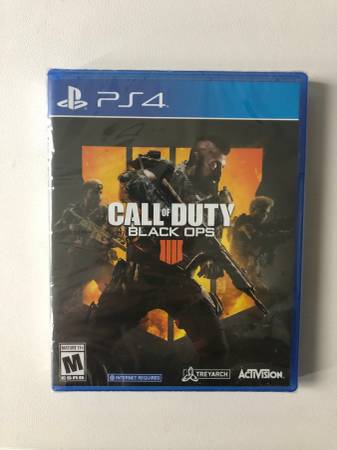 PS4
CALL OF DUTY
BLACK OPS
IIII
MATURE 17+
M
ESRB
INTERNET REQUIRED
TREYARCH
ACTIVISION